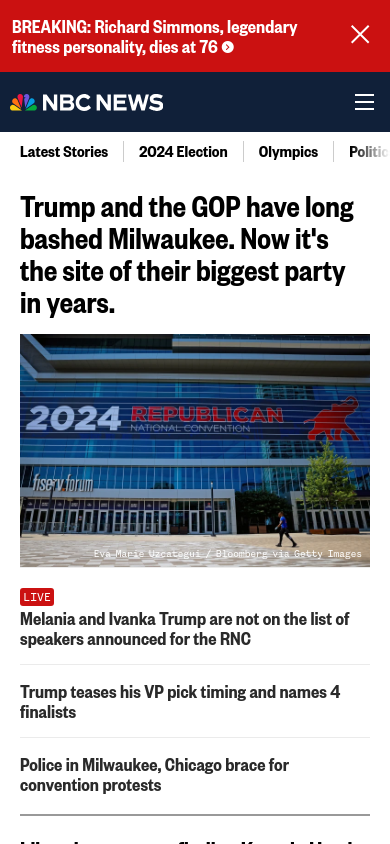 BREAKING: Richard Simmons, legendary
fitness personality, dies at 76
NBC NEWS
Latest Stories
2024 Election
Olympics
Politic
Trump and the GOP have long
bashed Milwaukee. Now it's
the site of their biggest party
in years.
2024 REPUBLICAN
NATIONAL CONVENTION
fiserv.forum
Eva Marie Uzcategui / Bloomberg via Getty Images
LIVE
Melania and Ivanka Trump are not on the list of
speakers announced for the RNC
Trump teases his VP pick timing and names 4
finalists
Police in Milwaukee, Chicago brace for
convention protests